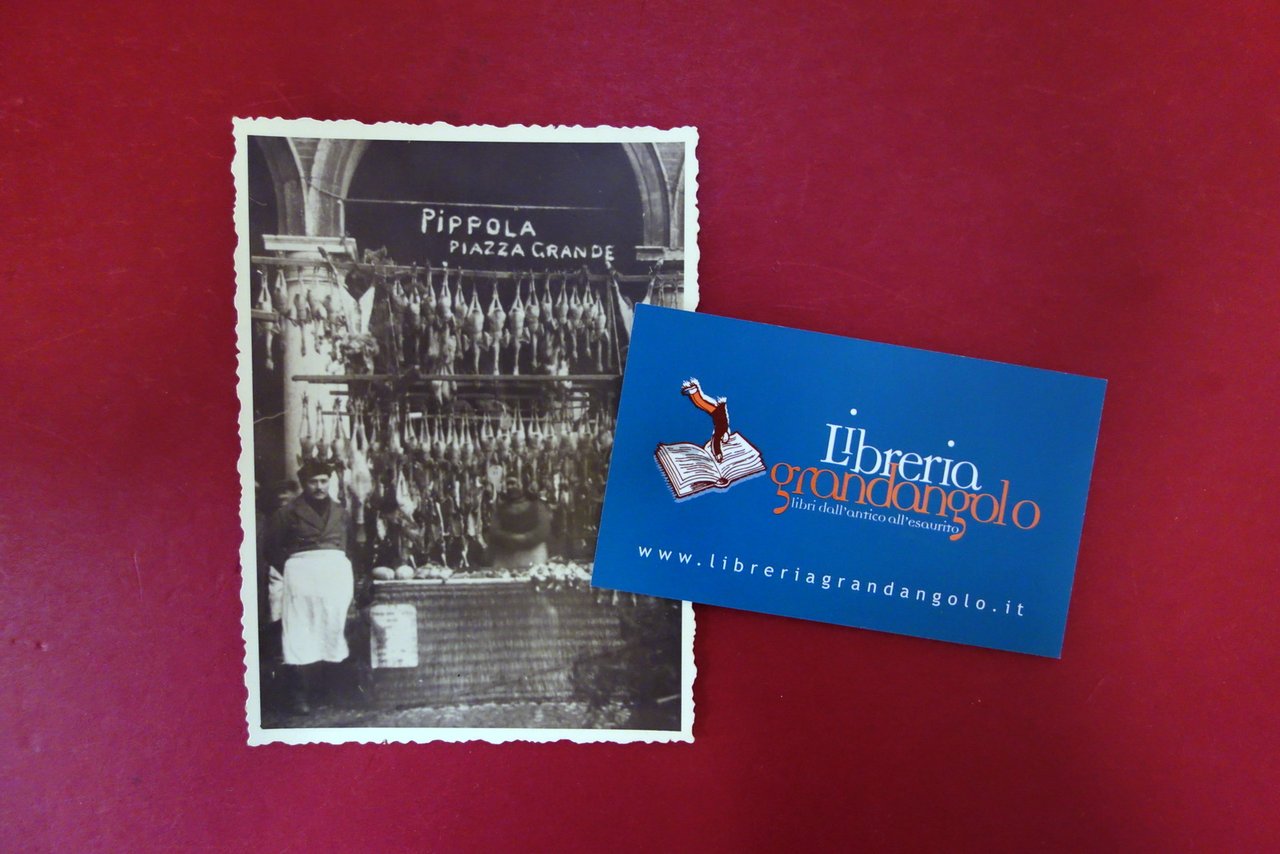 PiPPOLA
PIAZZA GRANDE
Libreria
grandangolo
libri dall'antico all'esaurito
www.libreriagrandangolo.it